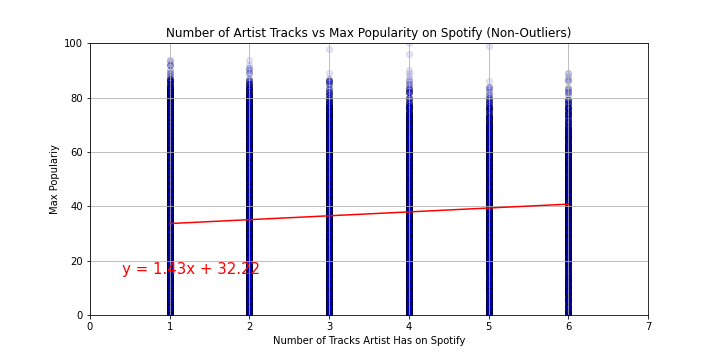 Number of Artist Tracks vs Max Popularity on Spotify (Non-Outliers)
100
80
60
40
20
0
Max Populariy
y = 1.43x + 32.22
0 1 2 3 4 5 6 7
Number of Tracks Artist Has on Spotify